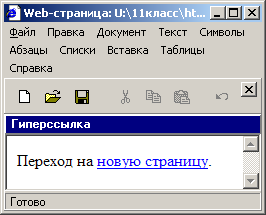 Web-страница: U:\11класс\ht...
Файл Правка Документ Текст Символы
Абзацы Списки Вставка Таблицы
Справка
Гиперссылка
Переход на новую страницу.
Готово